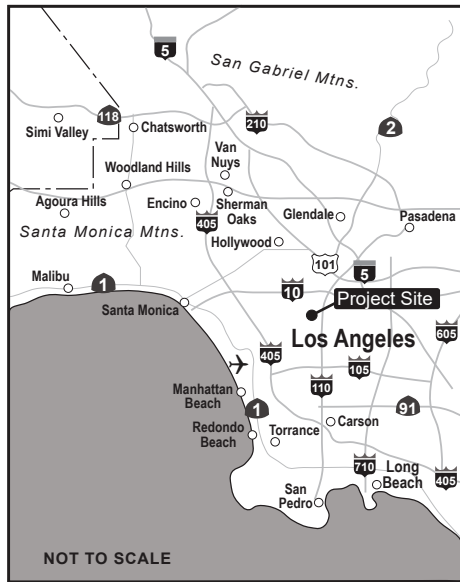 5
San Gabriel Mtns.
118
Simi Valley
Chatsworth
210
2
Van
Nuys
Woodland Hills
Agoura Hills
Encino
Sherman
Oaks
405
Glendale
Pasadena
Santa Monica Mtns.
Hollywood
101
5
Malibu
1
10
Santa Monica
Project Site
Los Angeles
605
405
105
Manhattan
Beach
110
1
91
Redondo
Beach
Torrance
Carson
710
Long
Beach
405
San
Pedro
NOT TO SCALE